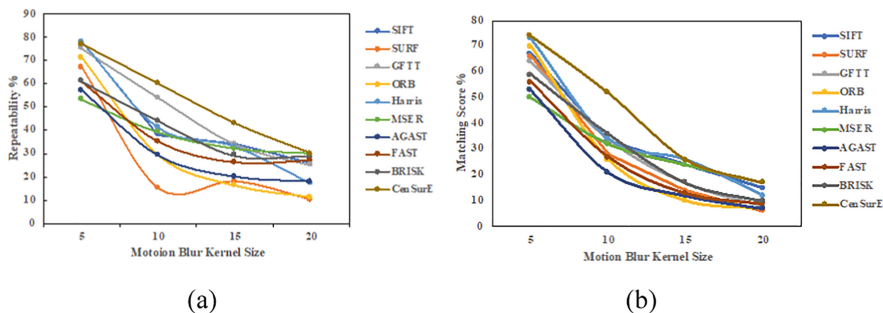 90
80
70
60
50
40
30
20
10
0
Repeatability %
5 10 15 20
Motoion Blur Kernel Size
SIFT
SURF
GFTT
ORB
Harris
MSER
AGAST
FAST
BRISK
CenSurE
(a)
80
70
60
50
40
30
20
10
0
Matching Score %
5 10 15 20
Motion Blur Kernel Size
SIFT
SURF
GFTT
ORB
Harris
MSER
AGAST
FAST
BRISK
CenSurE
(b)